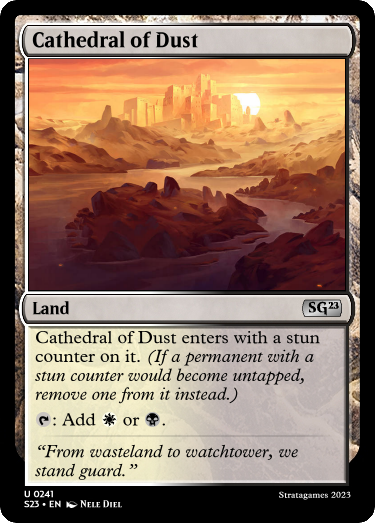 Cathedral of Dust
Land
SG23
Cathedral of Dust enters with a stun
counter on it. (If a permanent with a
stun counter would become untapped,
remove one from it instead.)
: Add or .
“From wasteland to watchtower, we
stand guard.”
U 0241
S23 • EN Nele Diel
Stratagames 2023